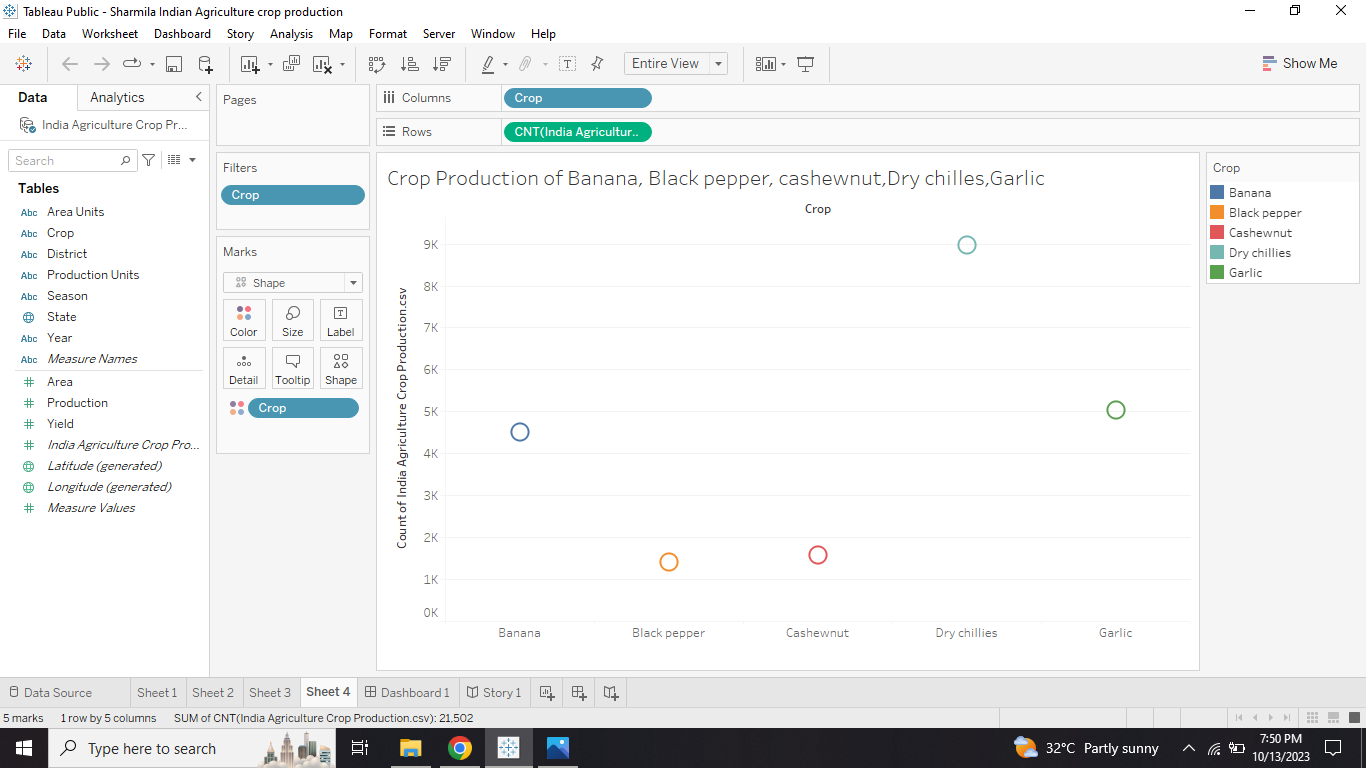 Tableau Public - Sharmila Indian Agriculture crop production
File Data Worksheet Dashboard Story Analysis Map Format Server Window Help
Entire View
Show Me
Data Analytics
India Agriculture Crop Pr...
Search
Tables
Abc Area Units
Abc Crop
Abc District
Abc Production Units
Abc Season
State
Abc Year
Abc Measure Names
Area
Production
Yield
India Agriculture Crop Pro...
Latitude (generated)
Longitude (generated)
Measure Values
Pages
Filters
Crop
Marks
Shape
Color Size Label
Detail Tooltip Shape
Crop
Columns Crop
Rows CNT(India Agricultur..
Crop Production of Banana, Black pepper, cashewnut,Dry chilles,Garlic
Crop
Count of India Agriculture Crop Production.csv
9K
8K
7K
6K
5K
4K
3K
2K
1K
0K
Banana Black pepper Cashewnut Dry chillies Garlic
Crop
Banana
Black pepper
Cashewnut
Dry chillies
Garlic
Data Source Sheet 1 Sheet 2 Sheet 3 Sheet 4 Dashboard 1 Story 1
5 marks 1 row by 5 columns SUM of CNT(India Agriculture Crop Production.csv): 21,502
Type here to search
32°C Partly sunny
7:50 PM
10/13/2023